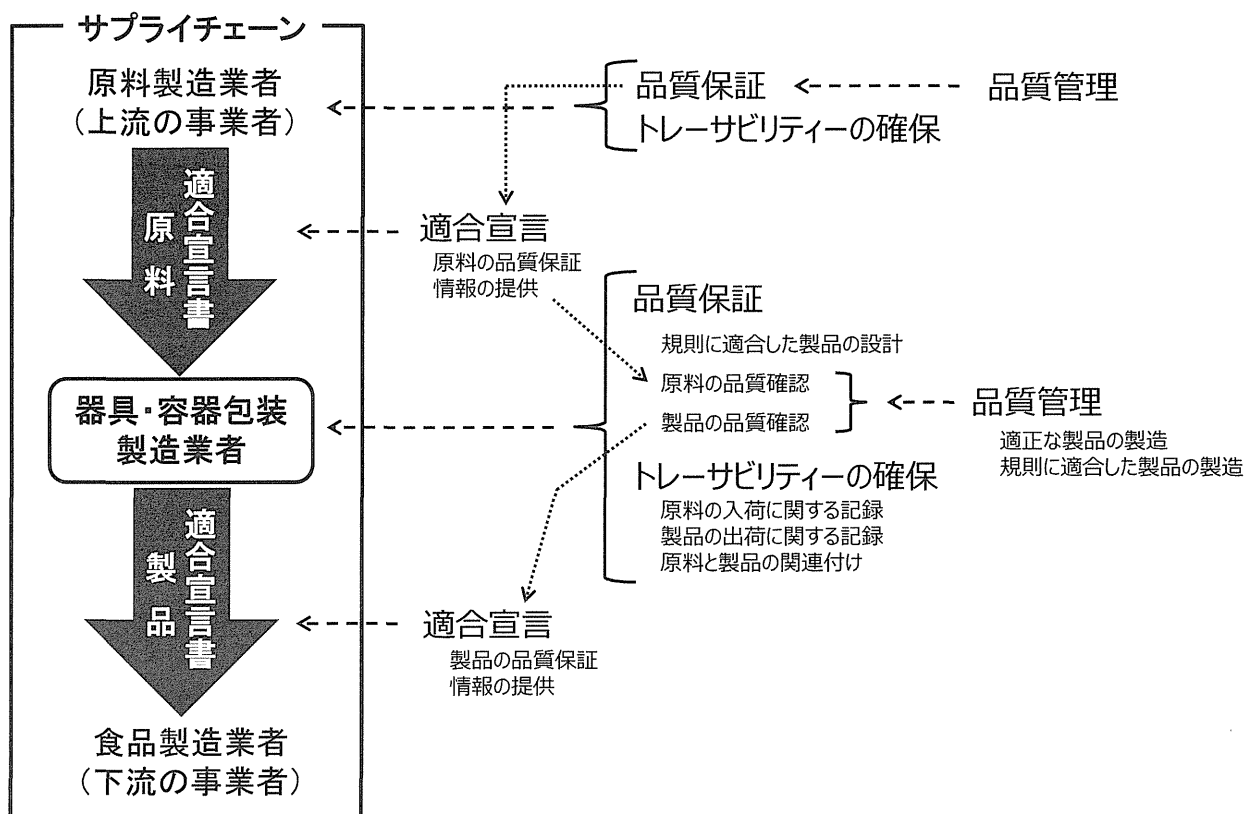 サプライチェーン
原料製造業者
（上流の事業者）
適合宣言書
原料
器具・容器包装
製造業者
適合宣言書
製品
食品製造業者
（下流の事業者）
品質保証
トレーサビリティーの確保
品質管理
適合宣言
原料の品質保証
情報の提供
品質保証
規則に適合した製品の設計
原料の品質確認
製品の品質確認
トレーサビリティーの確保
原料の入荷に関する記録
製品の出荷に関する記録
原料と製品の関連付け
品質管理
適正な製品の製造
規則に適合した製品の製造
適合宣言
製品の品質保証
情報の提供